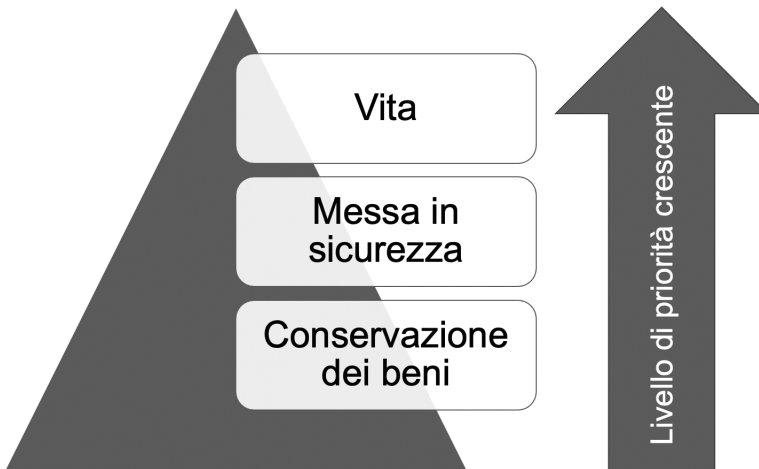 Vita
Messa in
sicurezza
Conservazione
dei beni
Livello di priorità crescente